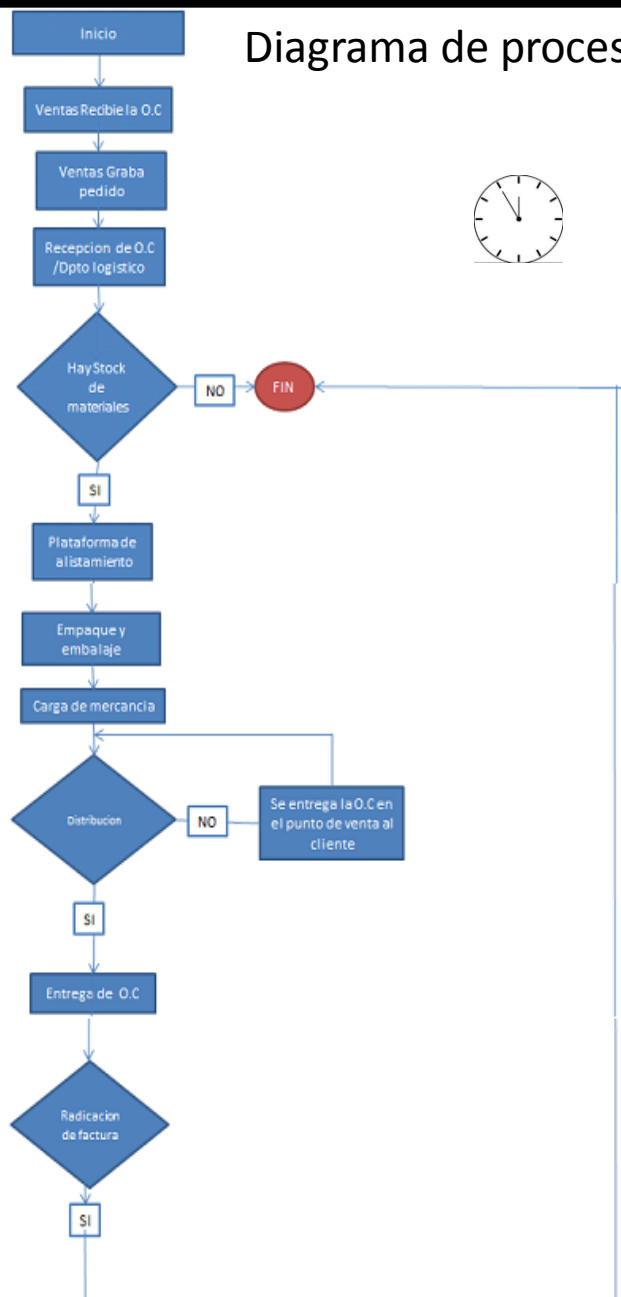 Diagrama de proces
Inicio
Ventas Recibie la O.C
Ventas Graba
pedido
Recepcion de O.C
/Dpto logistico
Hay Stock
de
materiales
NO
FIN
SI
Plataforma de
alistamiento
Empaque y
embalaje
Carga de mercancia
Distribucion
NO
Se entrega la O.C en
el punto de venta al
cliente
SI
Entrega de O.C
Radicacion
de factura
SI